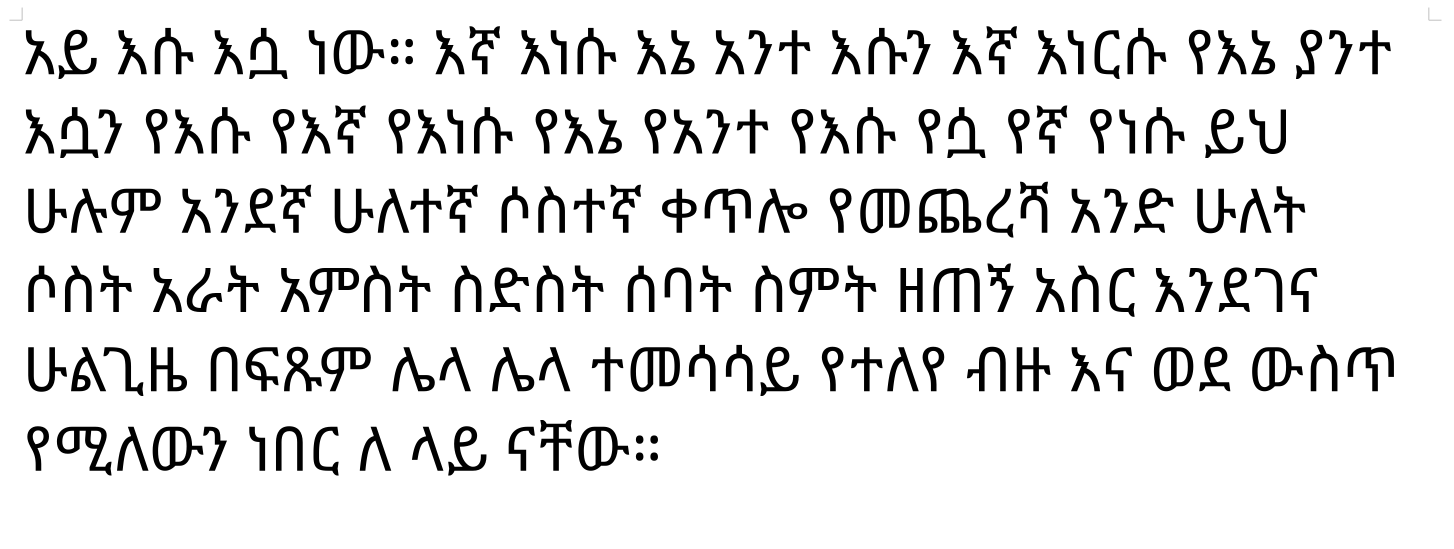 አይ እሱ እሷ ነው። እኛ እነሱ እኔ አንተ እሱን እኛ እነርሱ የእኔ ያንተ
እሷን የእሱ የእኛ የእነሱ የእኔ የአንተ የእሱ የሷ የኛ የነሱ ይህ
ሁሉም አንደኛ ሁለተኛ ሶስተኛ ቀጥሎ የመጨረሻ አንድ ሁለት
ሶስት አራት አምስት ስድስት ሰባት ስምት ዘጠኝ አስር እንደገና
ሁልጊዜ በፍጹም ሌላ ሌላ ተመሳሳይ የተለየ ብዙ እና ወደ ውስጥ
የሚለውን ነበር ለ ላይ ናቸው።